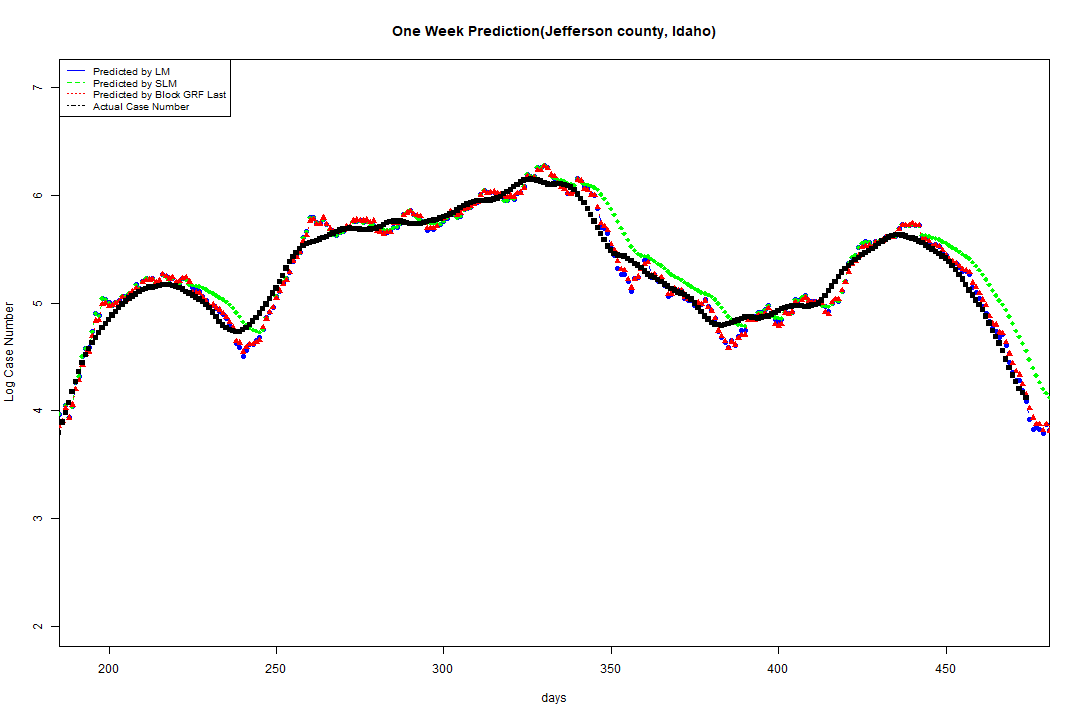 One Week Prediction(Jefferson county, Idaho)
Predicted by LM
Predicted by SLM
Predicted by Block GRF Last
Actual Case Number
7
6
5
4
3
2
Log Case Number
200 250 300 350 400 450
days